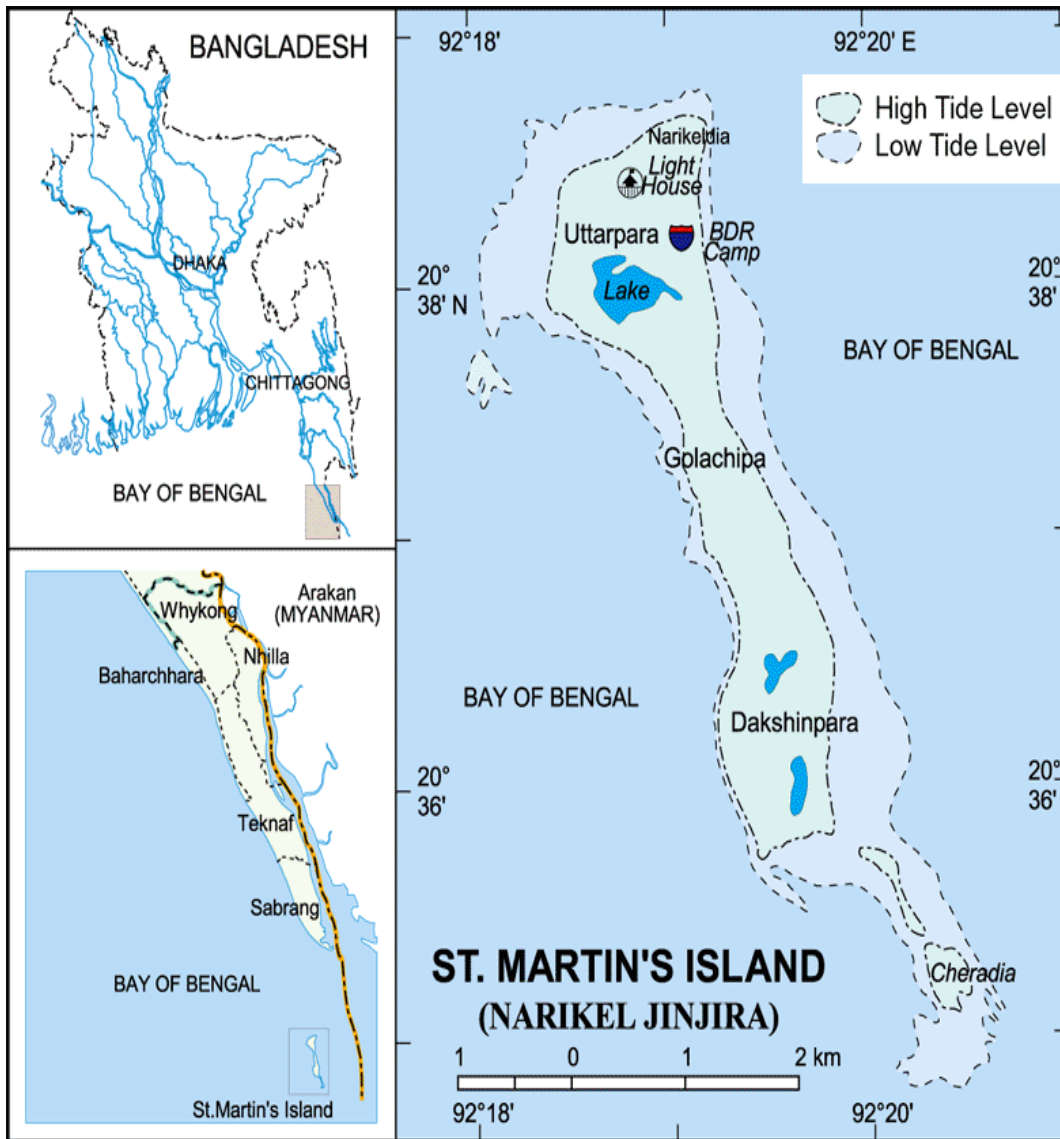 BANGLADESH
DHAKA
CHITTAGONG
BAY OF BENGAL
Arakan
(MYANMAR)
Whykong
Nhilla
Baharchhara
Teknaf
Sabrang
BAY OF BENGAL
St.Martin's Island
92°18'
92°20' E
High Tide Level
Low Tide Level
Narikeldia
Light
House
Uttarpara
BDR
Camp
Lake
20°
38' N
20°
38'
BAY OF BENGAL
Golachipa
BAY OF BENGAL
Dakshinpara
20°
36'
20°
36'
Cheradia
ST. MARTIN'S ISLAND
(NARIKEL JINJIRA)
1 0 1 2 km
92°18'
92°20'